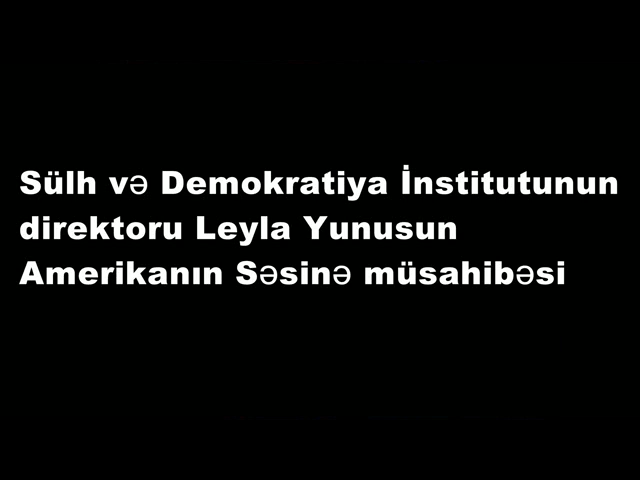 Sülh və Demokratiya İnstitutunun
direktoru Leyla Yunusun
Amerikanın Səsinə müsahibəsi